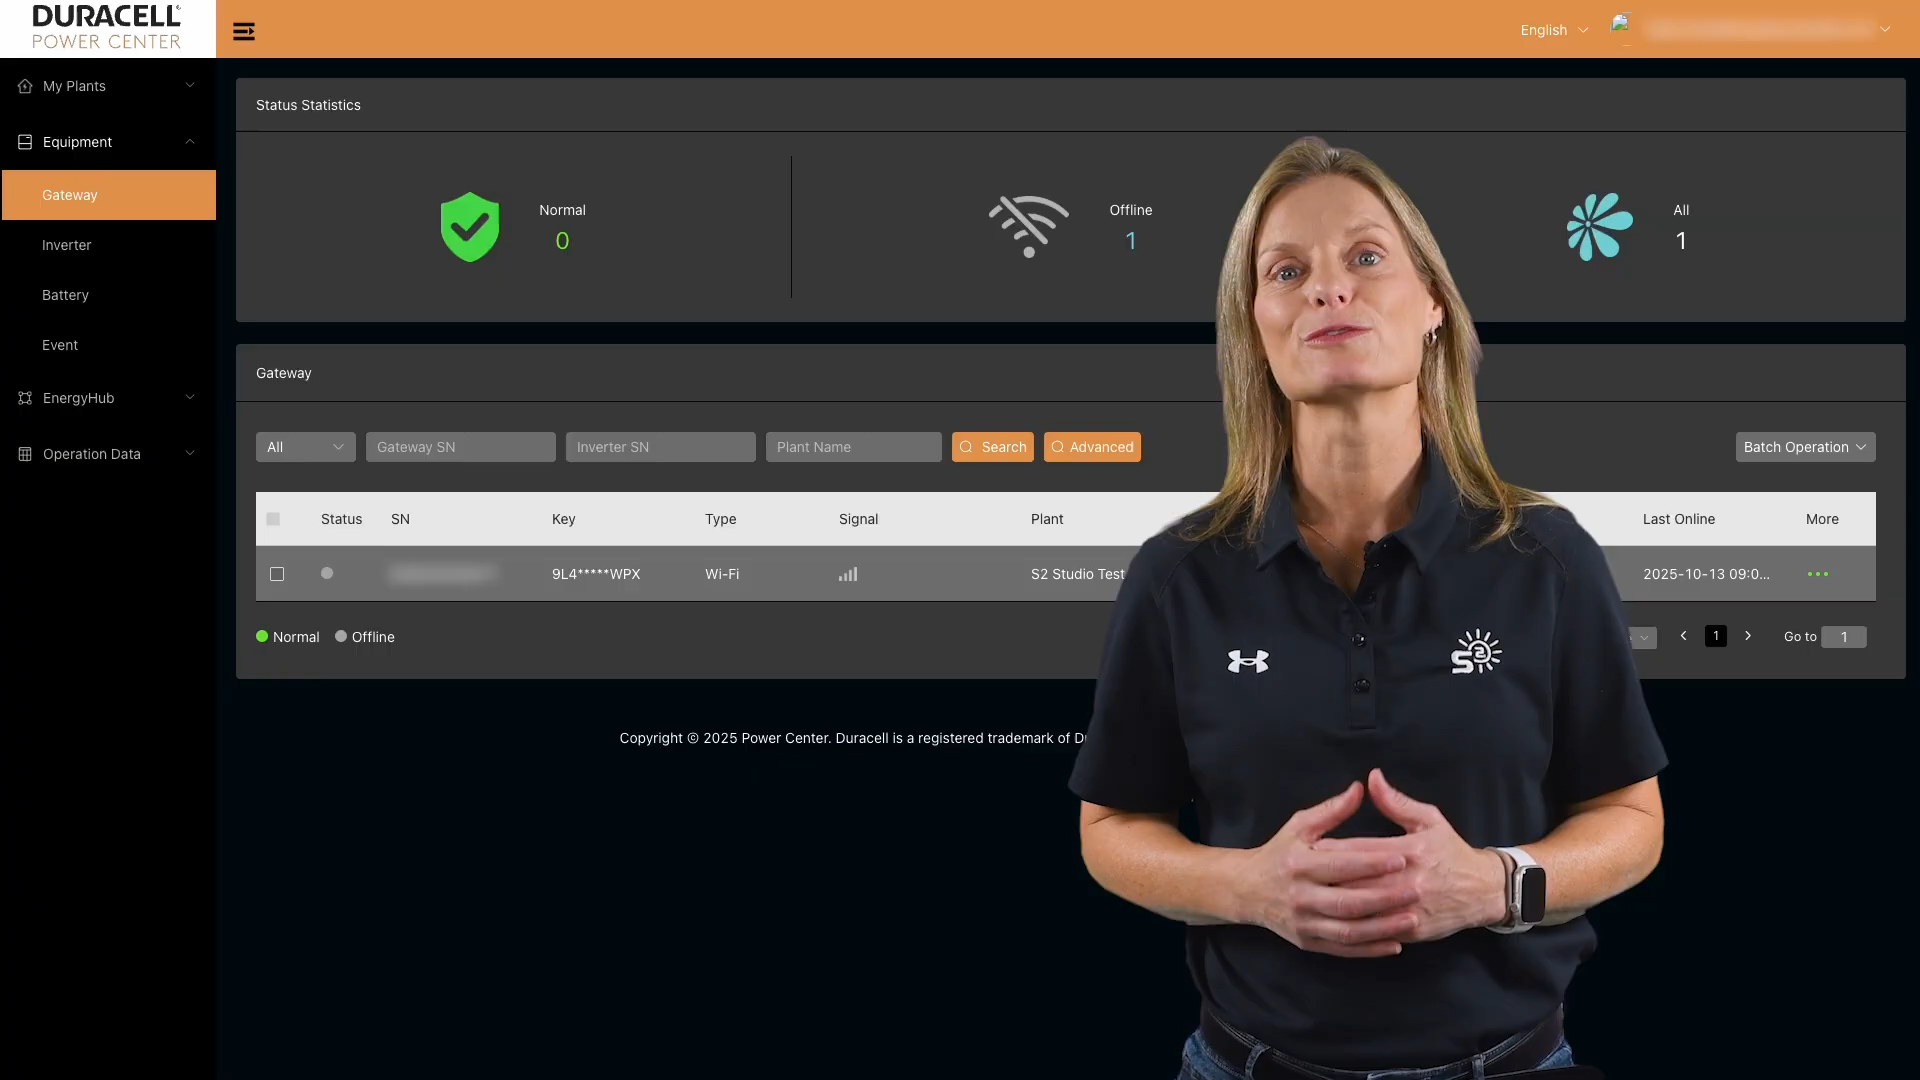 DURACELL
POWER CENTER
English
My Plants
Equipment
Gateway
Inverter
Battery
Event
EnergyHub
Operation Data
Status Statistics
Normal
0
Offline
1
All
1
Gateway
All
Gateway SN
Inverter SN
Plant Name
Search
Advanced
Batch Operation
Status SN Key Type Signal Plant Last Online More
9L4*****WPX Wi-Fi S2 Studio Test 2025-10-13 09:0...
Normal Offline
1 Go to 1
S2
Copyright © 2025 Power Center. Duracell is a registered trademark of